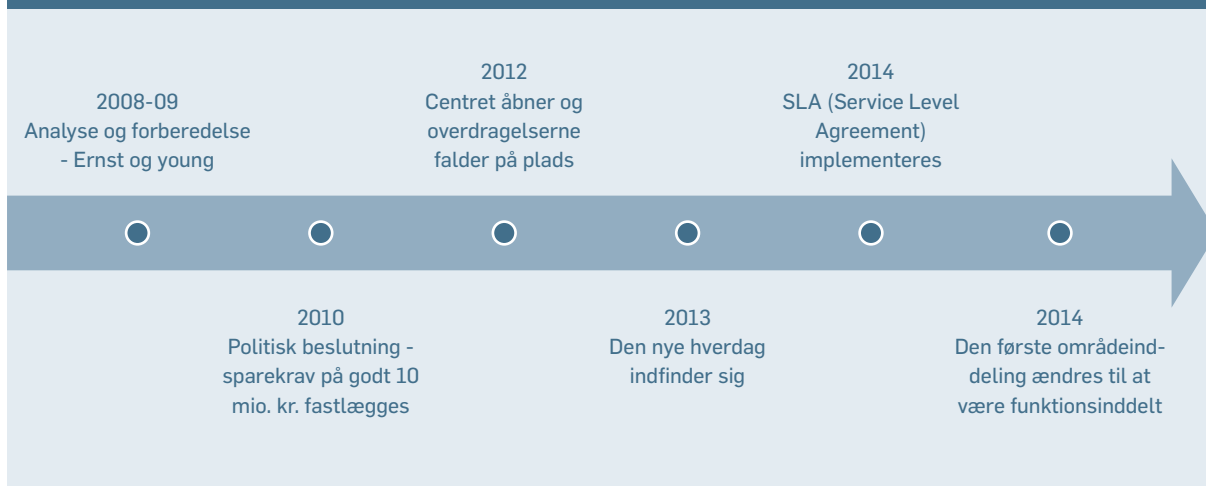 2008-09
Analyse og forberedelse
- Ernst og young
2010
Politisk beslutning -
sparekrav på godt 10
mio. kr. fastlægges
2012
Centret åbner og
overdragelserne
falder på plads
2013
Den nye hverdag
indfinder sig
2014
SLA (Service Level
Agreement)
implementeres
2014
Den første områdeind-
deling ændres til at
være funktionsinddelt